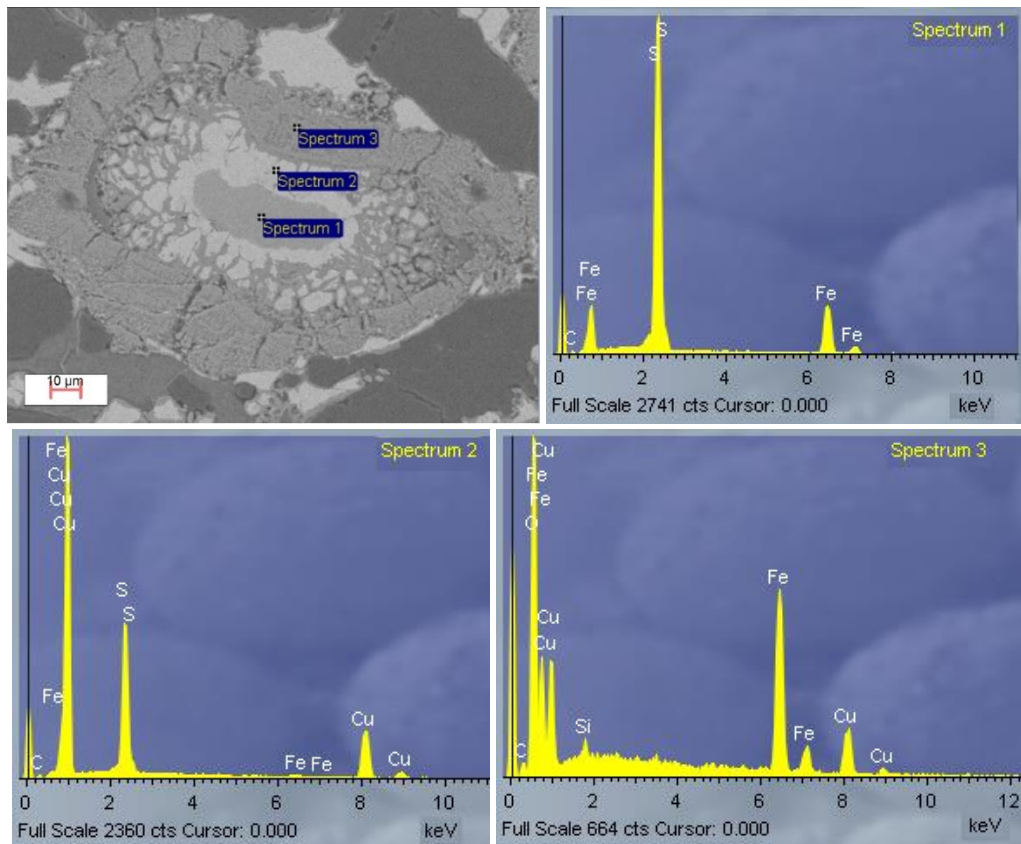 Spectrum 3
Spectrum 2
Spectrum 1
10 µm
Spectrum 1
S
S
Fe
Fe
C
Fe
Fe
0 2 4 6 8 10
Full Scale 2741 cts Cursor: 0.000 keV
Spectrum 2
Fe
Cu
Cu
Cu
S
S
Fe
C
Fe
Fe
Cu
Cu
0 2 4 6 8 10
Full Scale 2360 cts Cursor: 0.000 keV
Spectrum 3
Cu
Fe
Fe
O
Cu
Cu
C
Si
Fe
Fe
Cu
Cu
0 2 4 6 8 10 12
Full Scale 664 cts Cursor: 0.000 keV